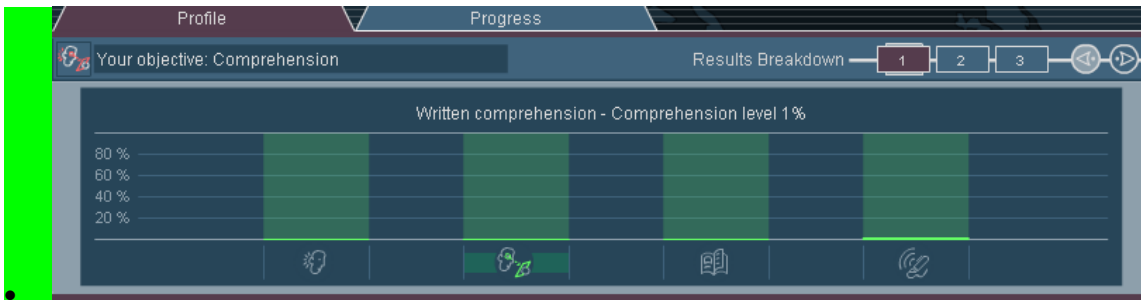 Profile
Progress
Your objective: Comprehension
Results Breakdown
1 2 3
Written comprehension - Comprehension level 1%
80 %
60 %
40 %
20 %